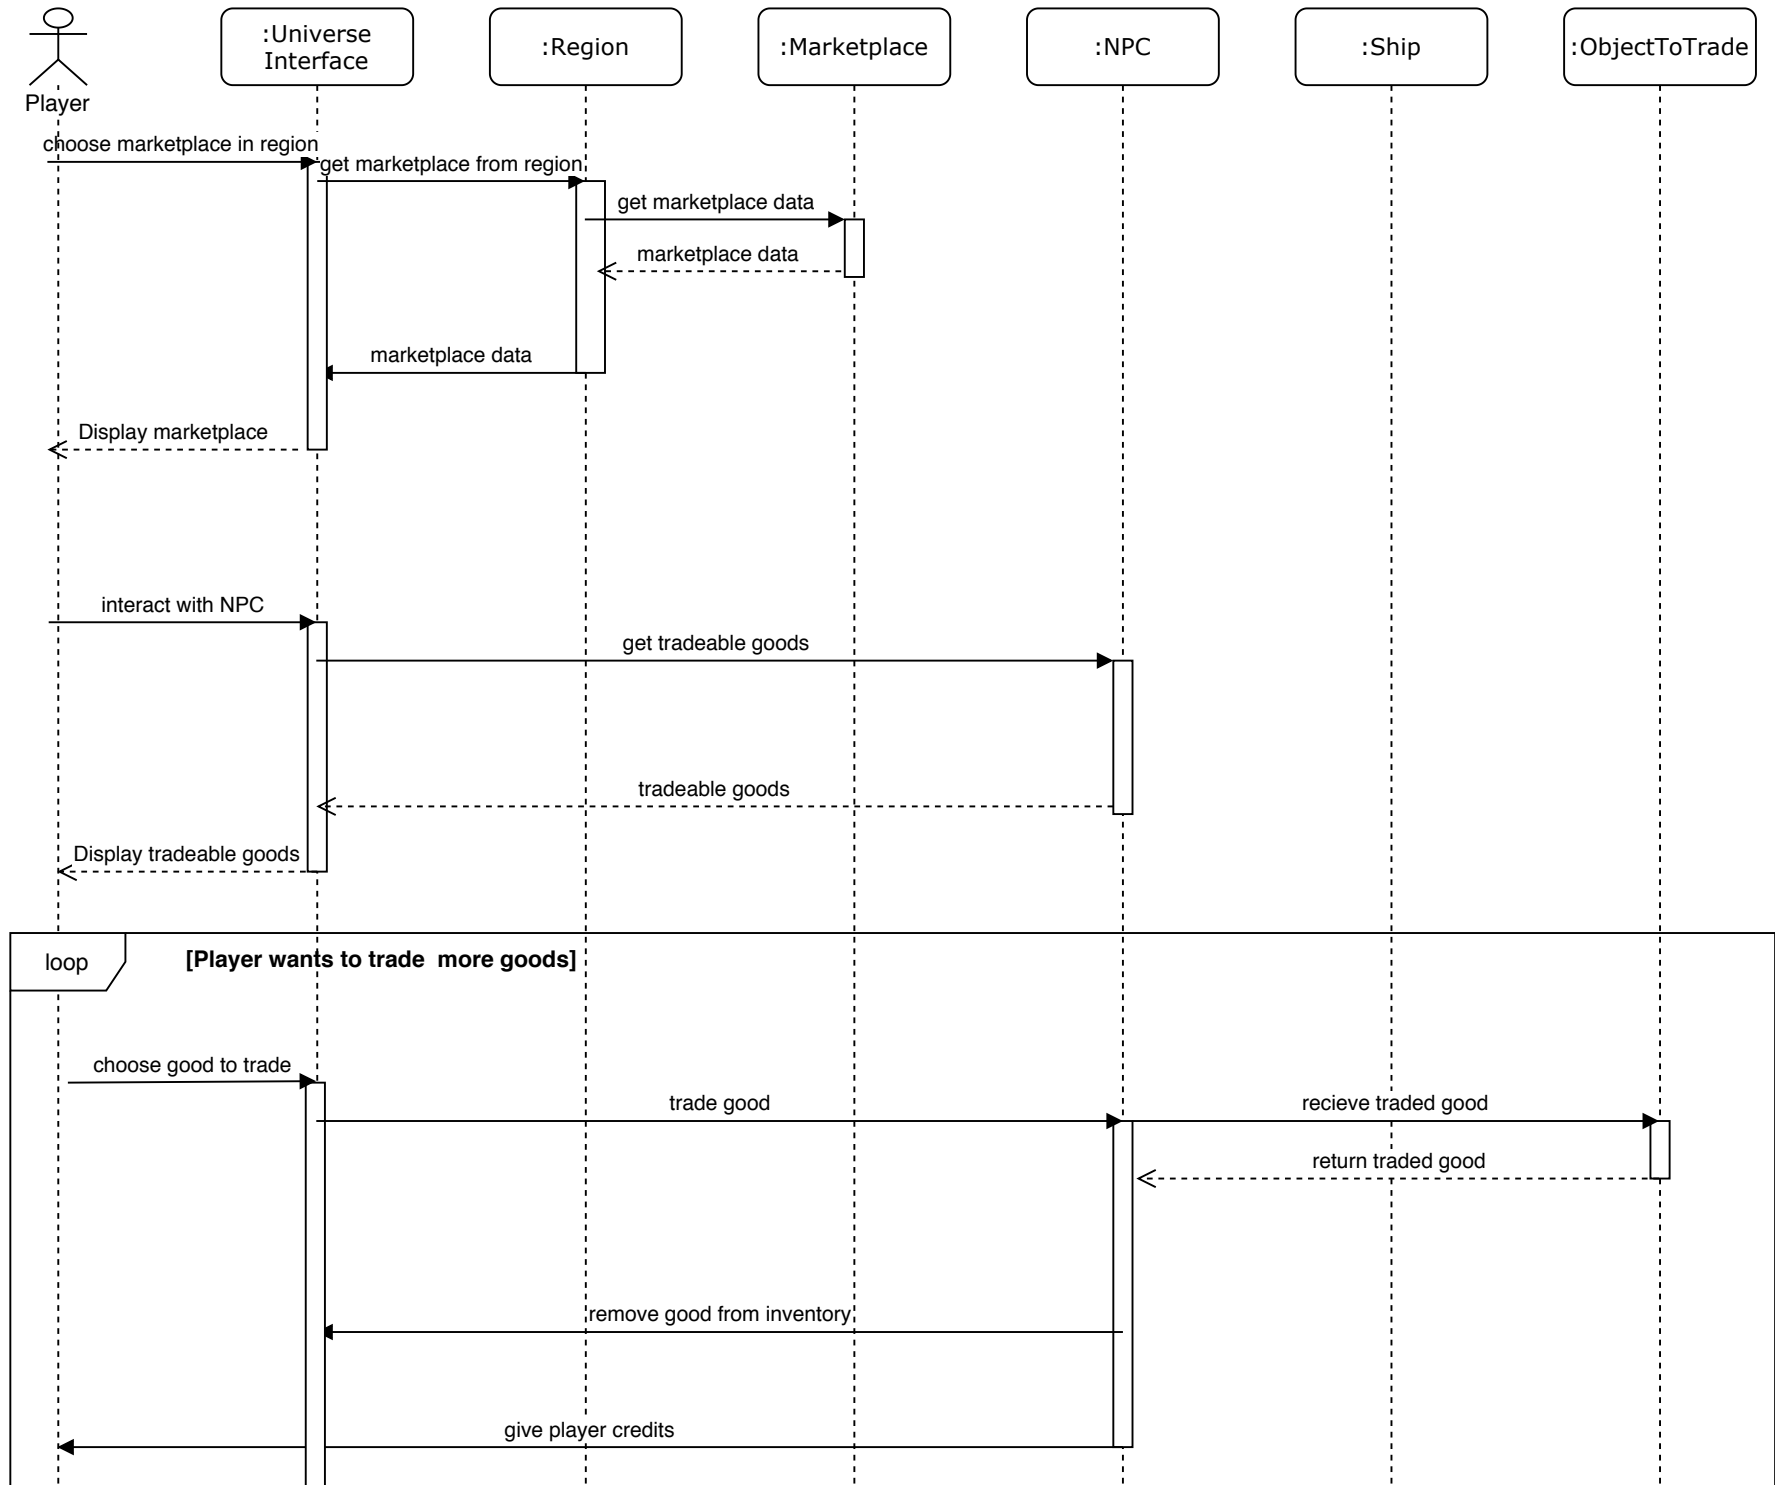 :Universe
Interface
:Region
:Marketplace
:NPC
:Ship
:ObjectToTrade
Player
choose marketplace in region
get marketplace from region
get marketplace data
marketplace data
marketplace data
Display marketplace
interact with NPC
get tradeable goods
tradeable goods
Display tradeable goods
loop
[Player wants to trade  more goods]
choose good to trade
trade good
recieve traded good
return traded good
remove good from inventory
give player credits